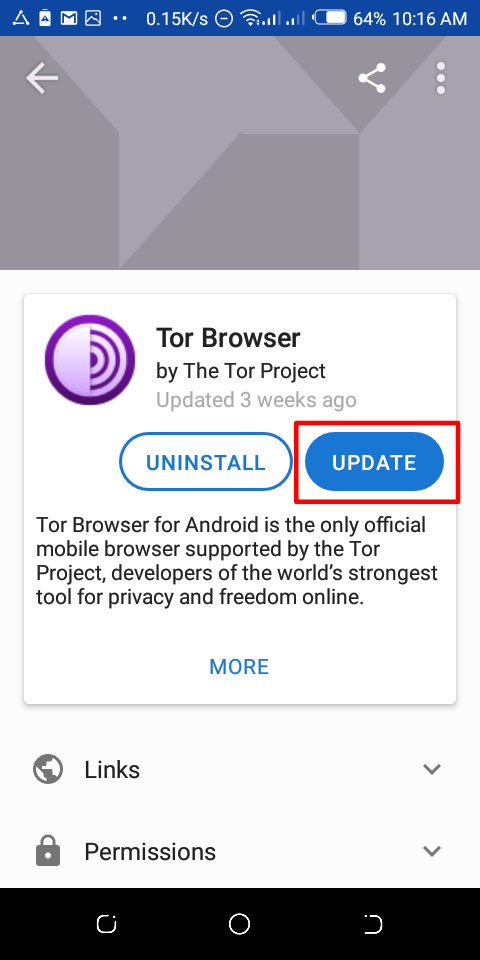 0.15K/s 64% 10:16 AM
Tor Browser
by The Tor Project
Updated 3 weeks ago
UNINSTALL UPDATE
Tor Browser for Android is the only official
mobile browser supported by the Tor
Project, developers of the world’s strongest
tool for privacy and freedom online.
MORE
Links
Permissions